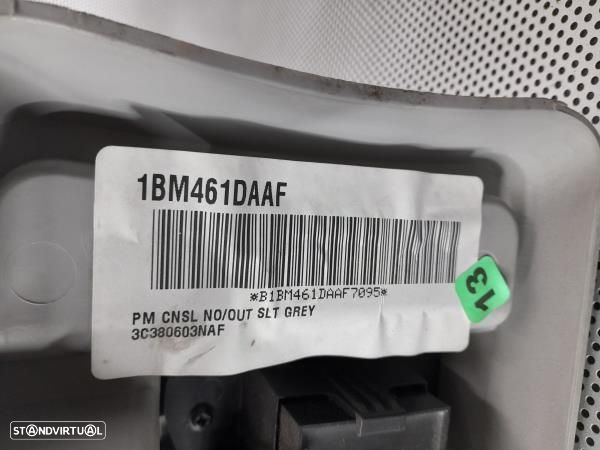 1BM461DAAF
*B1BM461DAAF7095*
PM CNSL NO/OUT SLT GREY
3C380603NAF
13
STANDVIRTUAL